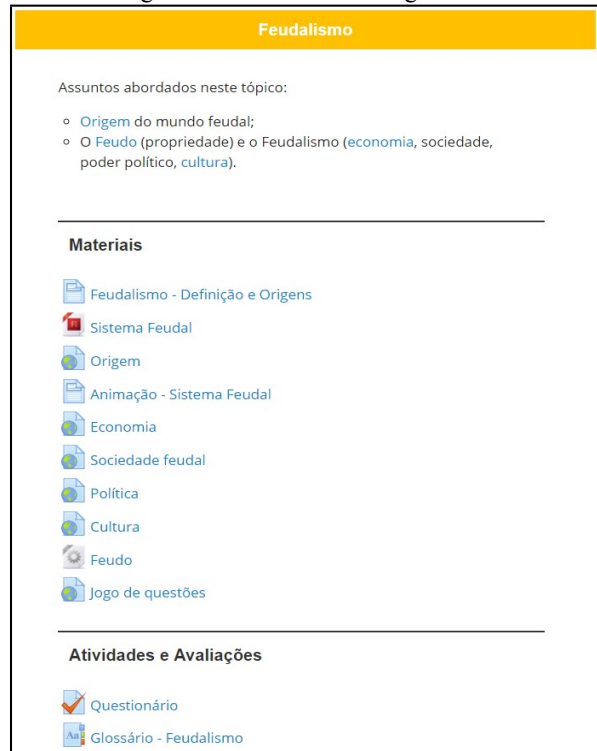 Feudalismo
Assuntos abordados neste tópico:
Origem do mundo feudal;
O Feudo (propriedade) e o Feudalismo (economia, sociedade,
poder político, cultura).
Materiais
Feudalismo - Definição e Origens
Sistema Feudal
Origem
Animação - Sistema Feudal
Economia
Sociedade feudal
Política
Cultura
Feudo
Jogo de questões
Atividades e Avaliações
Questionário
Aa
Glossário - Feudalismo